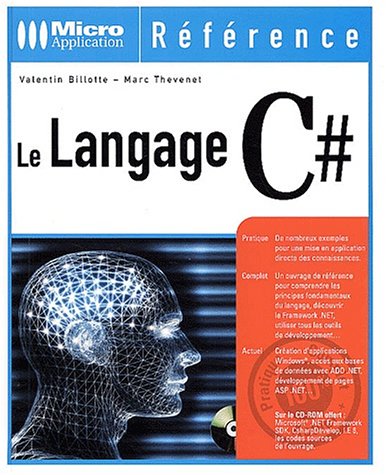 Micro
Application
Référence
Valentin Billotte – Marc Thevenet
Le Langage C#
Pratique De nombreux exemples
pour une mise en application
directe des connaissances.
Complet Un ouvrage de référence
pour comprendre les
principes fondamentaux
du langage, découvrir
le Framework .NET,
utiliser tous les outils
de développement...
Actuel Création d'applications
Windows®, accès aux bases
de données avec ADO .NET,
développement de pages
ASP .NET...
Sur le CD-ROM offert :
Microsoft® .NET Framework
SDK, CsharpDevelop, I.E 6,
les codes sources
de l'ouvrage.